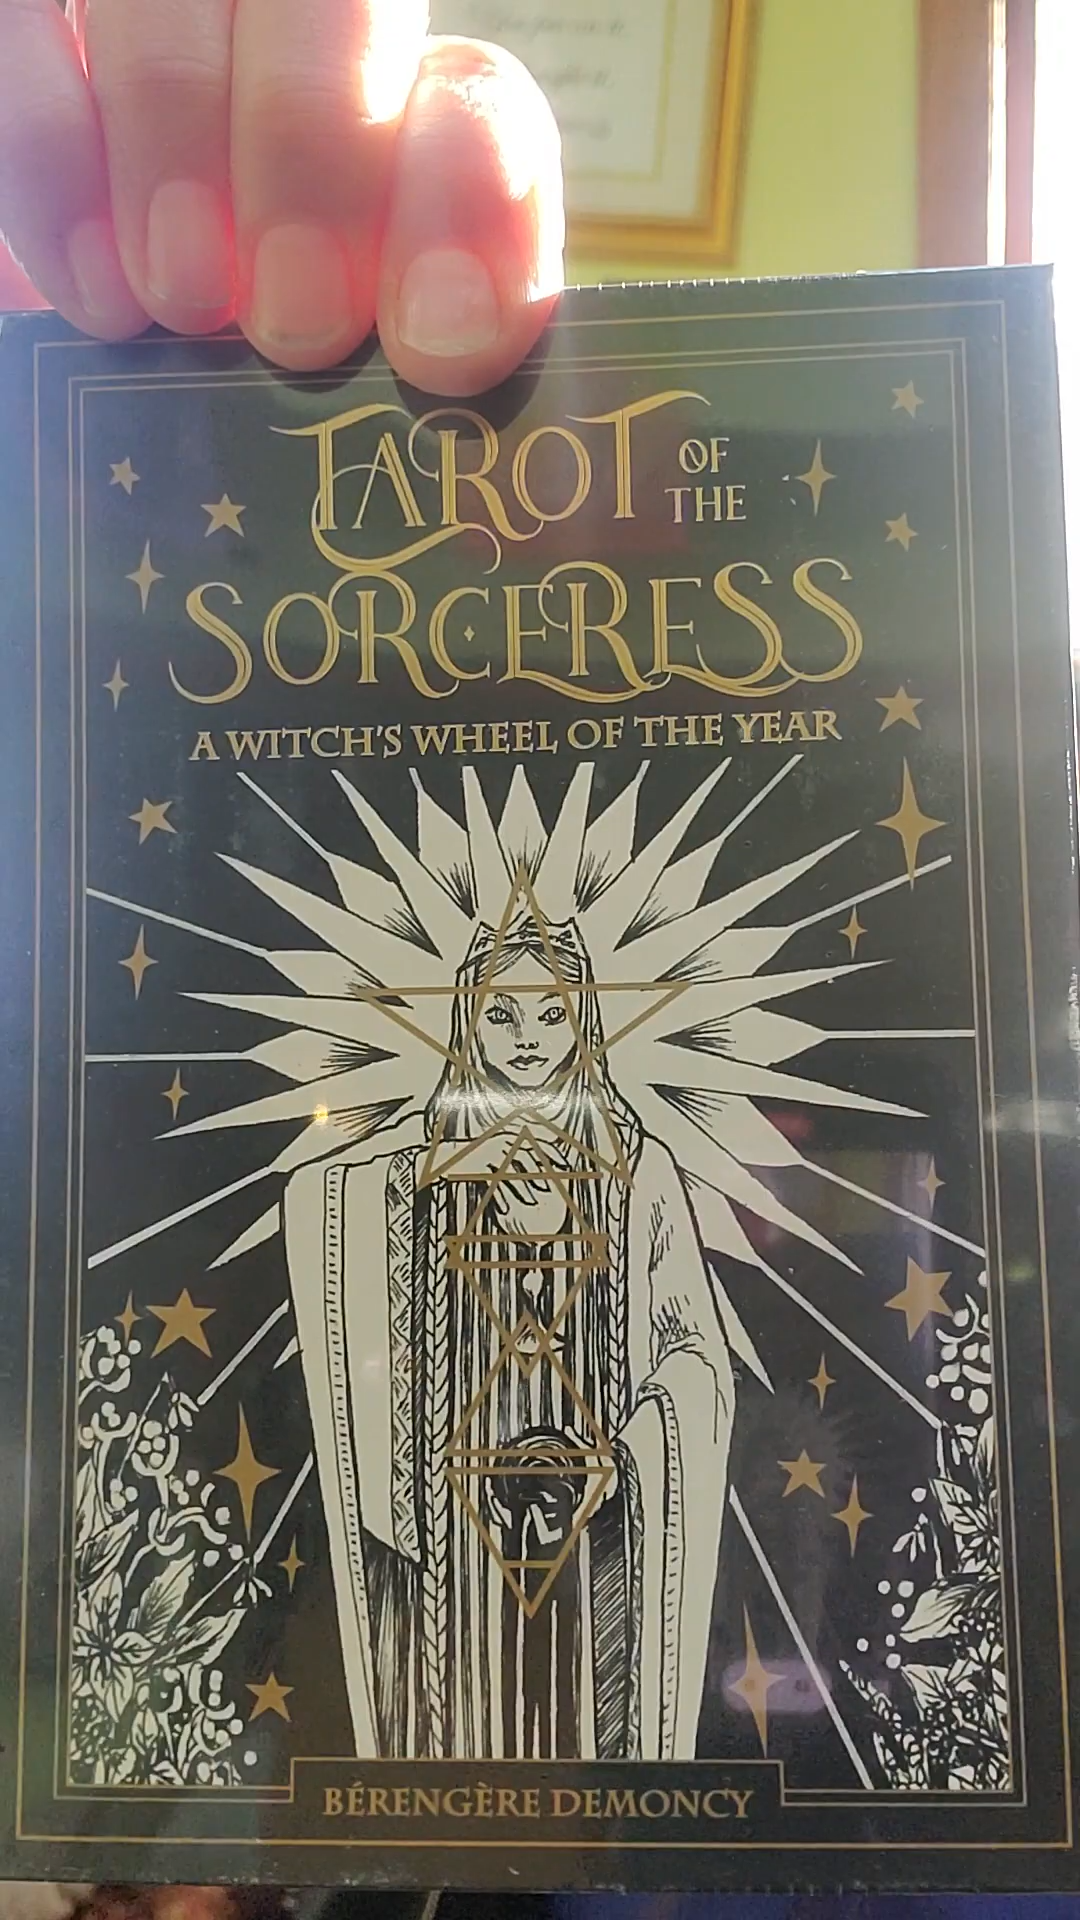 TAROT OF THE
SORCERESS
A WITCH'S WHEEL OF THE YEAR
BÉRENGÈRE DEMONCY